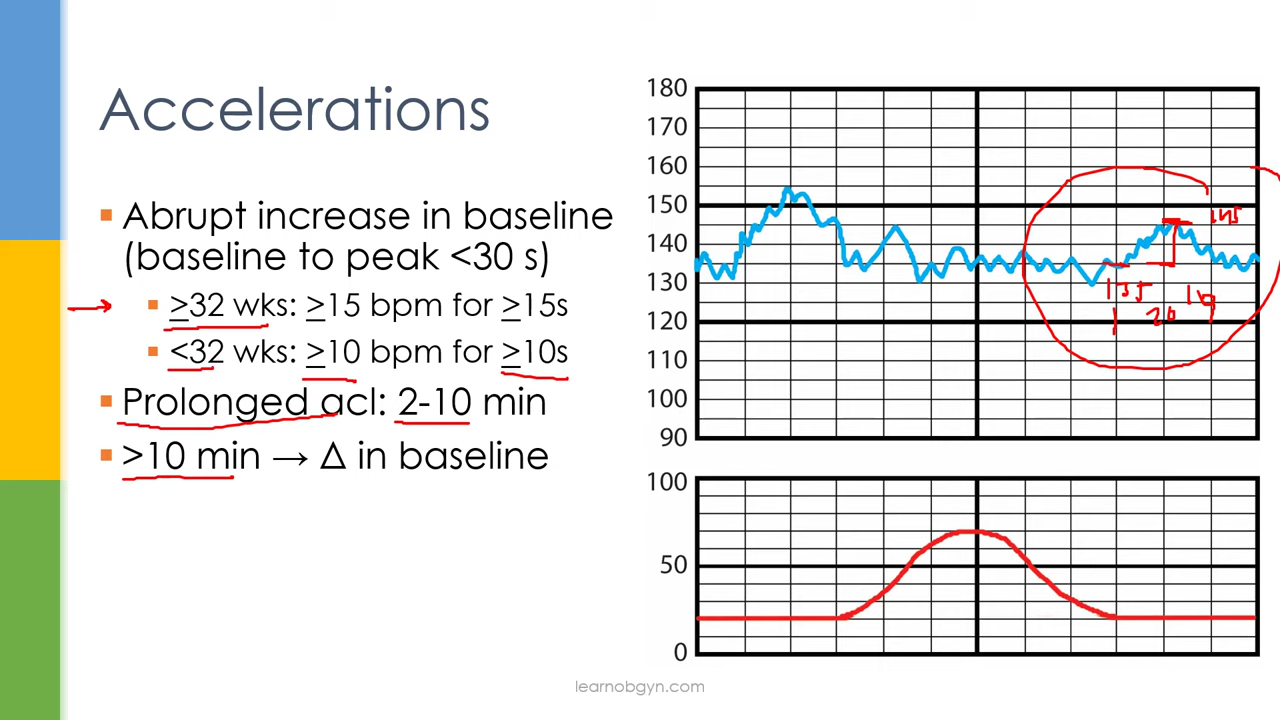 Accelerations
▪ Abrupt increase in baseline
(baseline to peak <30 s)
▪ ≥32 wks: ≥15 bpm for ≥15s
▪ <32 wks: ≥10 bpm for ≥10s
▪ Prolonged acl: 2-10 min
▪ >10 min → Δ in baseline
180
170
160
150
140
130
120
110
100
90
145
135
20
100
50
0
learnobgyn.com